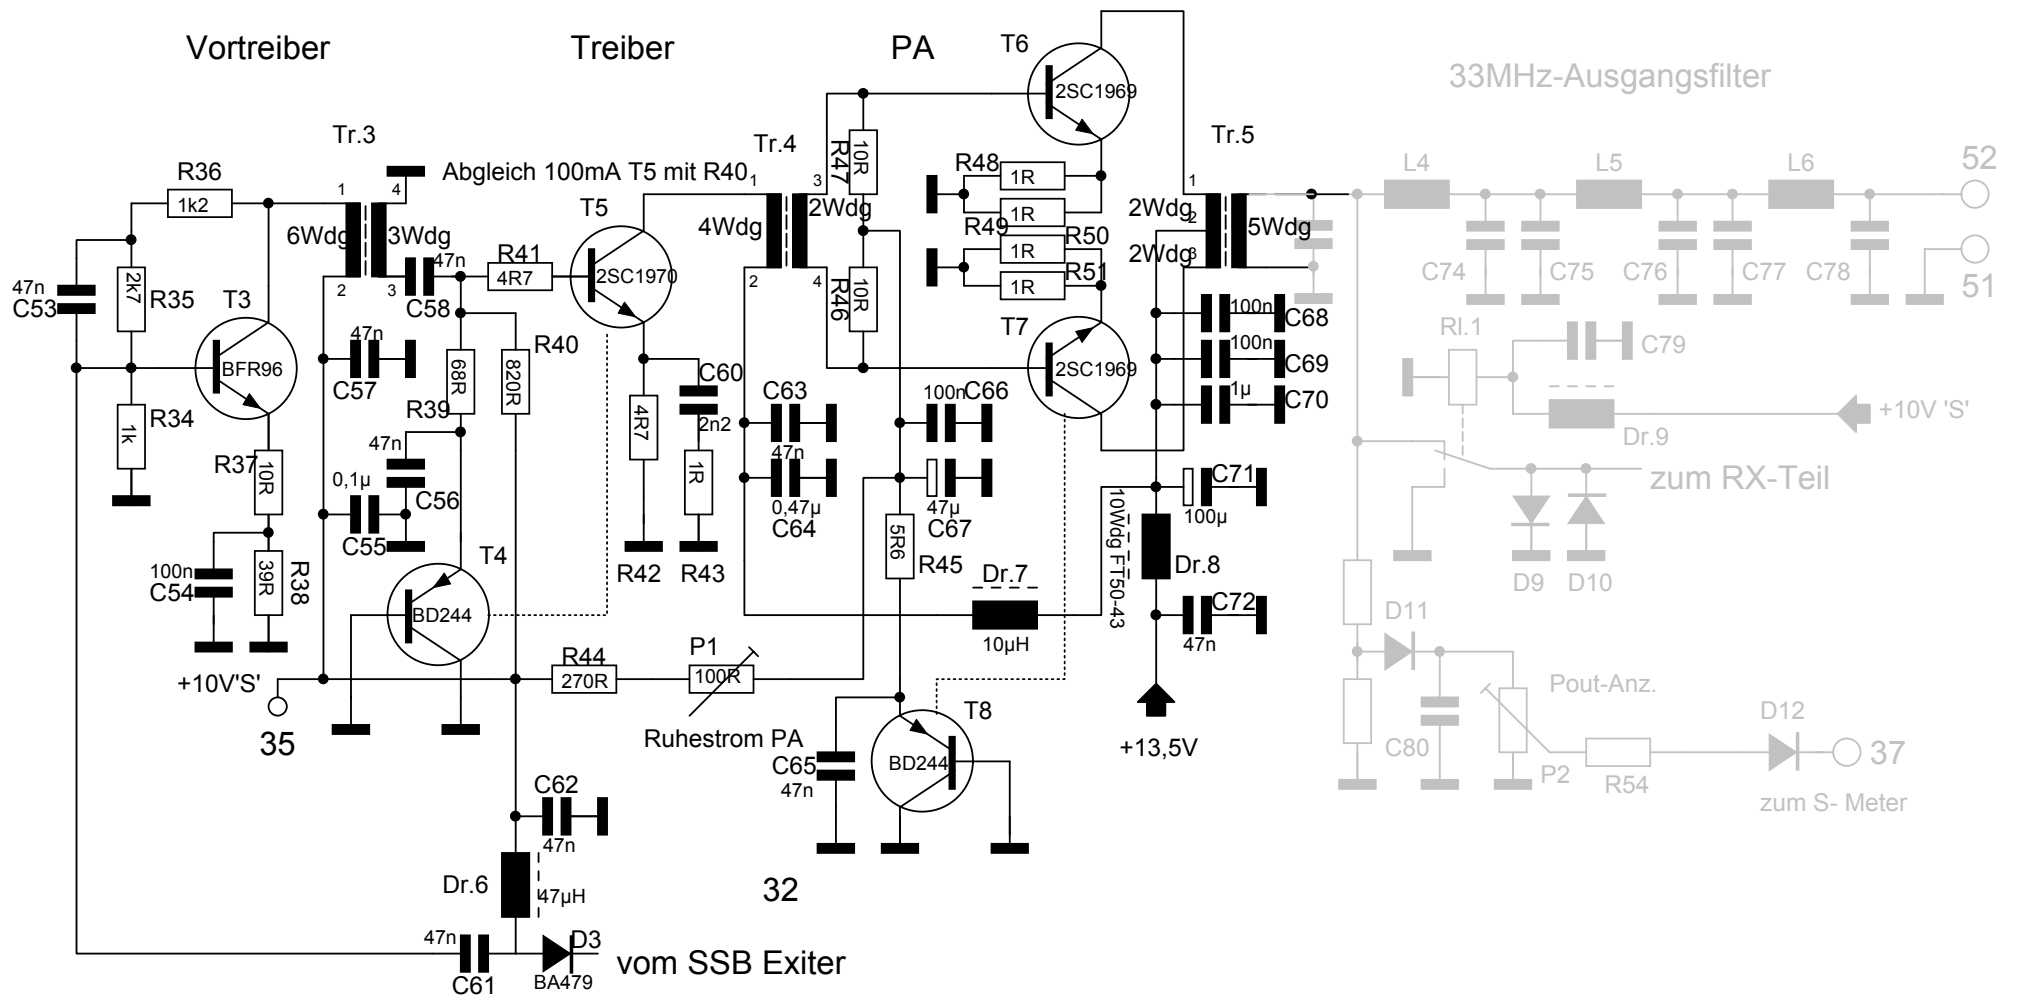 Vortreiber
Treiber
PA
T6
2SC1969
33MHz-Ausgangsfilter
Tr.3
Tr.4
Tr.5
R36
1k2
1
4
Abgleich 100mA T5 mit R40
1
3
10R
R47
R48
1R
1R
R49
1
2Wdg
2
2Wdg
3
5Wdg
L4
L5
L6
52
6Wdg
3Wdg
T5
4Wdg
2Wdg
R50
1R
R51
1R
C74
C75
C76
C77
C78
51
47n
C53
2k7
R35
T3
2
3
47n
C58
R41
4R7
2SC1970
2
4
R46
10R
T7
2SC1969
100n
C68
100n
C69
1µ
C70
Rl.1
C79
BFR96
47n
C57
R40
820R
68R
R39
C60
2n2
C63
47n
0,47µ
C64
100n
C66
47µ
C67
+10V 'S'
Dr.9
R34
1k
R37
10R
47n
C56
0,1µ
C55
4R7
1R
R42
R43
5R6
R45
10Wdg FT50-43
C71
100µ
zum RX-Teil
100n
C54
39R
R38
T4
BD244
Dr.7
10µH
Dr.8
C72
47n
D9
D10
D11
+10V'S'
35
R44
270R
P1
100R
Ruhestrom PA
T8
BD244
+13,5V
Pout-Anz.
C80
P2
R54
D12
37
zum S- Meter
C65
47n
C62
47n
Dr.6
47µH
32
47n
C61
D3
BA479
vom SSB Exiter